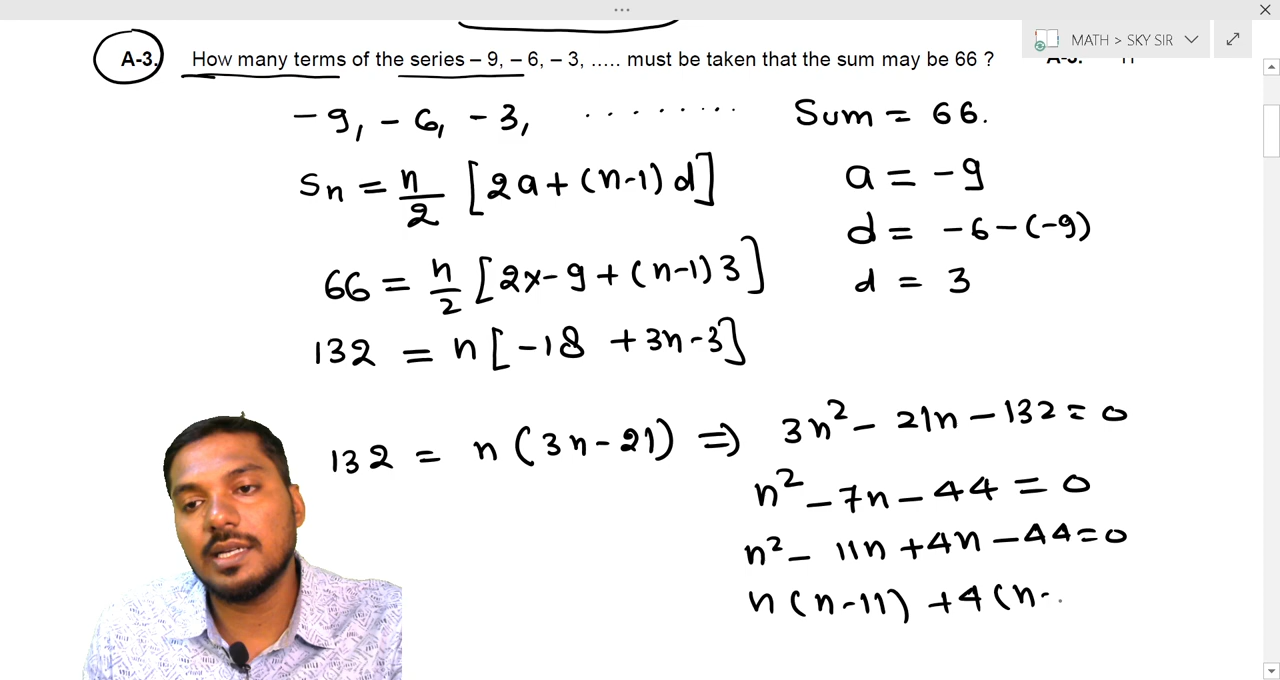 MATH > SKY SIR
A-3. How many terms of the series – 9, – 6, – 3, ..... must be taken that the sum may be 66 ?
-9, -6, -3, ........ Sum = 66.
Sn = n/2 [2a+(n-1)d] a = -9
d = -6-(-9)
66 = n/2 [2x-9+(n-1)3] d = 3
132 = n[-18 +3n-3]
132 = n(3n-21) ⇒ 3n² - 21n - 132 = 0
n² - 7n - 44 = 0
n² - 11n + 4n - 44 = 0
n(n-11) +4(n-